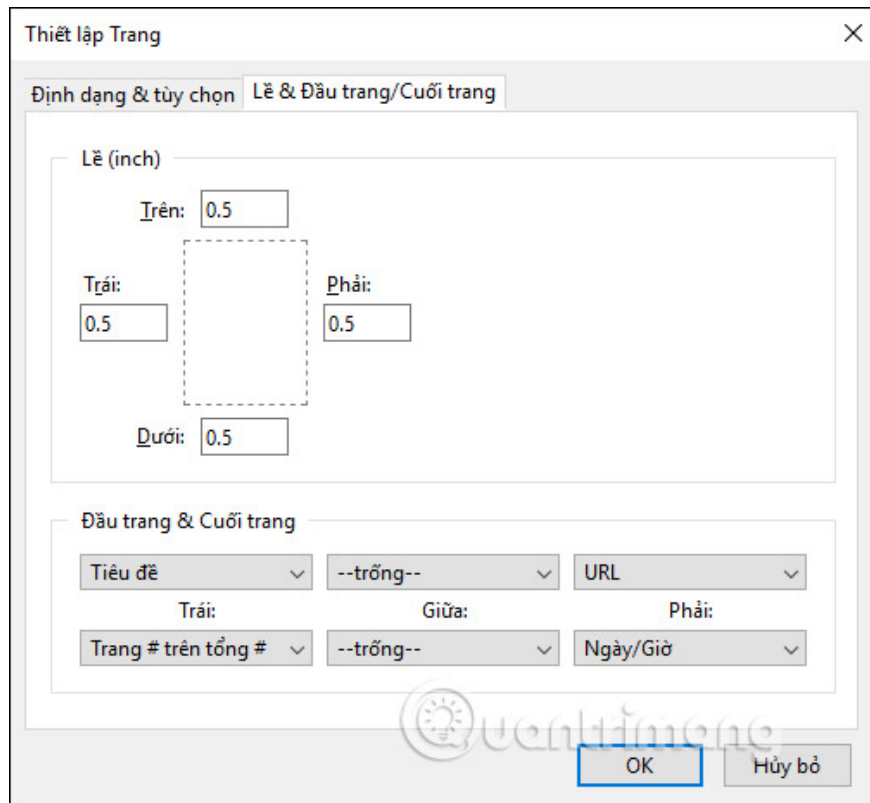 Thiết lập Trang
Định dạng & tùy chọn Lề & Đầu trang/Cuối trang
Lề (inch)
Trên: 0.5
Trái: Phải:
0.5 0.5
Dưới: 0.5
Đầu trang & Cuối trang
Tiêu đề --trống-- URL
Trái: Giữa: Phải:
Trang # trên tổng # --trống-- Ngày/Giờ
Quantrimang
OK Hủy bỏ